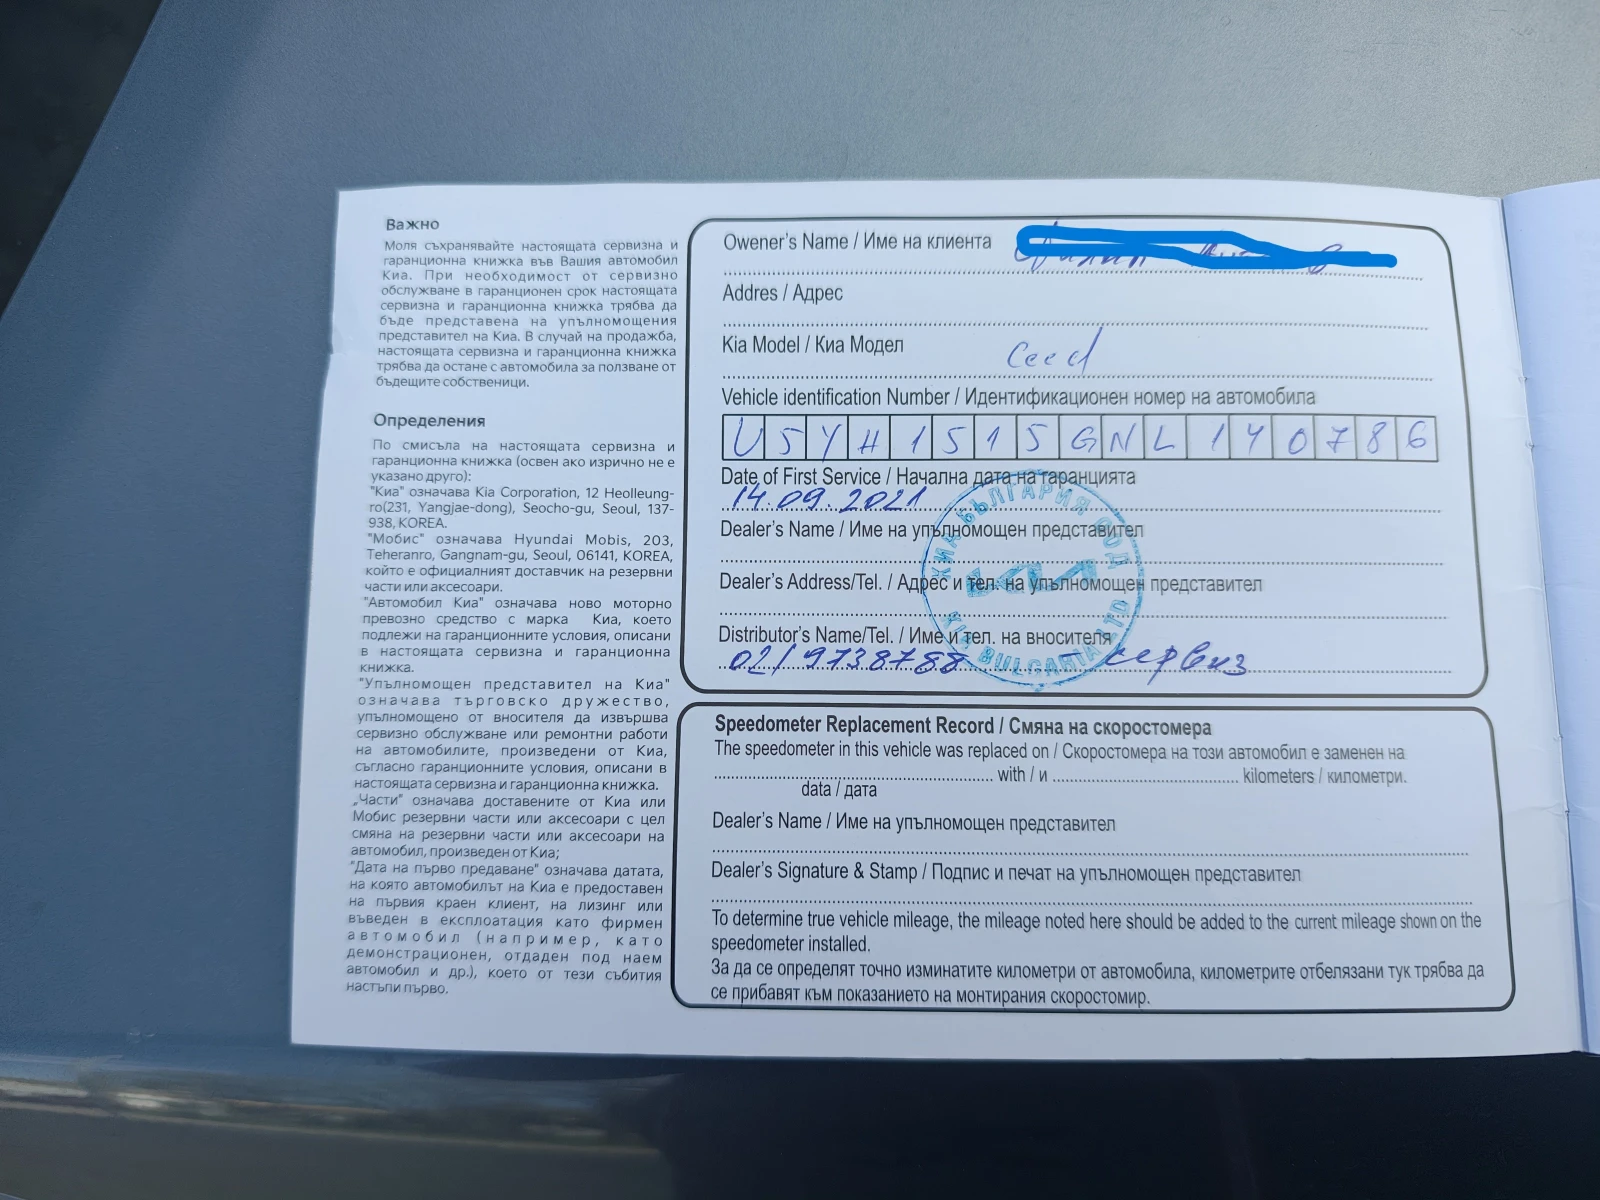 Важно
Моля съхранявайте настоящата сервизна и
гаранционна книжка във Вашия автомобил
Киа. При необходимост от сервизно
обслужване в гаранционен срок настоящата
сервизна и гаранционна книжка трябва да
бъде представена на упълномощения
представител на Киа. В случай на продажба,
настоящата сервизна и гаранционна книжка
трябва да остане с автомобила за ползване от
бъдещите собственици.
Определения
По смисъла на настоящата сервизна и
гаранционна книжка (освен ако изрично не е
указано друго):
"Киа" означава Kia Corporation, 12 Heolleung-
ro(231, Yangjae-dong), Seocho-gu, Seoul, 137-
938, KOREA.
"Мобис" означава Hyundai Mobis, 203,
Teheranro, Gangnam-gu, Seoul, 06141, KOREA,
който е официалният доставчик на резервни
части или аксесоари.
"Автомобил Киа" означава ново моторно
превозно средство с марка Киа, което
подлежи на гаранционните условия, описани
в настоящата сервизна и гаранционна
книжка.
"Упълномощен представител на Киа"
означава търговско дружество,
упълномощено от вносителя да извършва
сервизно обслужване или ремонтни работи
на автомобилите, произведени от Киа,
съгласно гаранционните условия, описани в
настоящата сервизна и гаранционна книжка.
„Части" означава доставените от Киа или
Мобис резервни части или аксесоари с цел
смяна на резервни части или аксесоари на
автомобил, произведен от Киа;
"Дата на първо предаване" означава датата,
на която автомобилът на Киа е предоставен
на първия краен клиент, на лизинг или
въведен в експлоатация като фирмен
автомобил (например, като
демонстрационен, отдаден под наем
автомобил и др.), което от тези събития
настъпи първо.
Owener's Name / Име на клиента
Addres / Адрес
Kia Model / Киа Модел Ceed
Vehicle identification Number / Идентификационен номер на автомобила
U5YH1515GNL140786
Date of First Service / Начална дата на гаранцията
14.09.2021
Dealer's Name / Име на упълномощен представител
Dealer's Address/Tel. / Адрес и тел. на упълномощен представител
Distributor's Name/Tel. / Име и тел. на вносителя
02/9738788 - сервиз
КИА БЪЛГАРИЯ ООД
KIA
KIA BULGARIA LTD
Speedometer Replacement Record / Смяна на скоростомера
The speedometer in this vehicle was replaced on / Скоростомера на този автомобил е заменен на
with / и kilometers / километри.
data / дата
Dealer's Name / Име на упълномощен представител
Dealer's Signature & Stamp / Подпис и печат на упълномощен представител
To determine true vehicle mileage, the mileage noted here should be added to the current mileage shown on the
speedometer installed.
За да се определят точно изминатите километри от автомобила, километрите отбелязани тук трябва да
се прибавят към показанието на монтирания скоростомир.